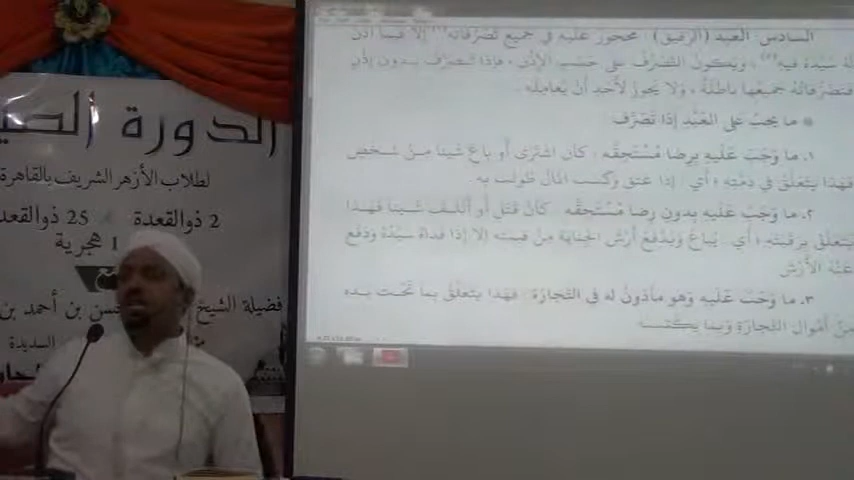 السادس: العبد (الرقيق): محجور عليه في جميع تصرفاته إلا فيما أذن
له سيده فيه، ويكون التصرف على حسب الإذن، فإذا تصرف بدون إذن
فتصرفاته جميعها باطلة، ولا يجوز لأحد أن يعامله.
* ما يجب على العبد إذا تصرف:
١. ما وجب عليه برضا مستحقه: كأن اشترى أو باع شيئا من شخص
فهذا يتعلق في ذمته، أي: إذا عتق وكسب المال طولب به.
٢. ما وجب عليه بدون رضا مستحقه: كأن قتل أو أتلف شيئا فهذا
يتعلق برقبته، أي: يباع ويدفع أرش الجناية من قيمته إلا إذا فداه سيده ودفع
عنه الأرش
٣. ما وجب عليه وهو مأذون له في التجارة: فهذا يتعلق بما تحت يده
من أموال التجارة وبما يكتسبه
الدورة
لطلاب الأزهر الشريف بالقاهرة
2 ذوالقعدة 25 ذوالقعد
هجرية
فضيلة الشيخ
بن أحمد بن